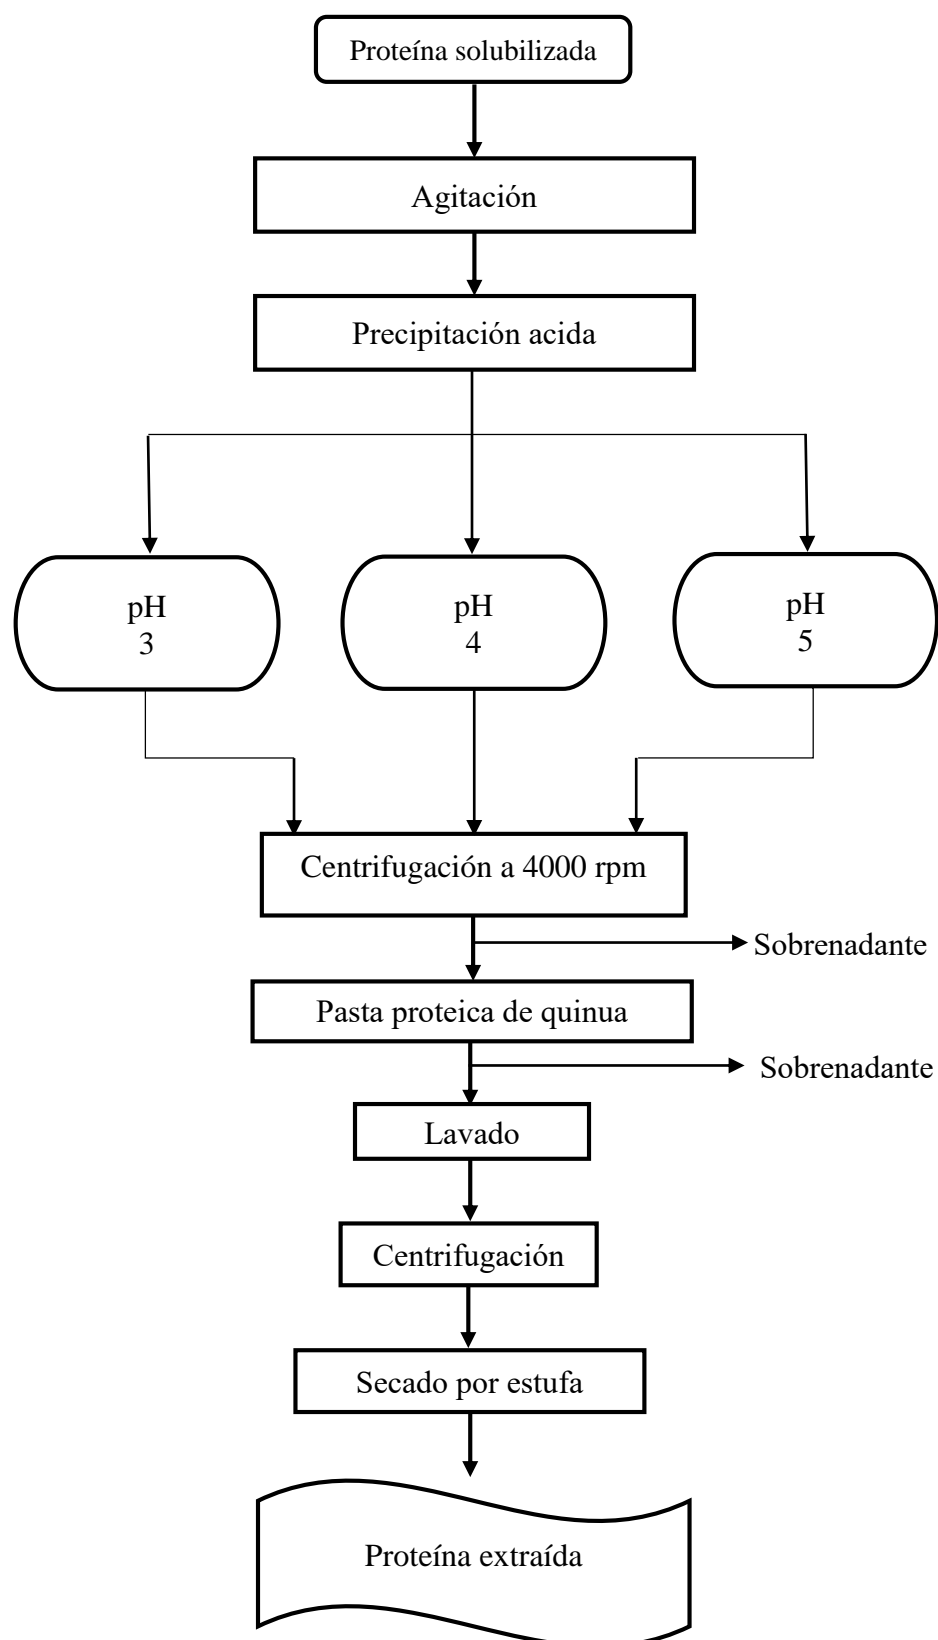 Proteína solubilizada
Agitación
Precipitación acida
pH
3
pH
4
pH
5
Centrifugación a 4000 rpm
Sobrenadante
Pasta proteica de quinua
Sobrenadante
Lavado
Centrifugación
Secado por estufa
Proteína extraída